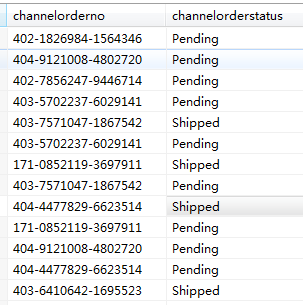 channelorderno channelorderstatus
402-1826984-1564346 Pending
404-9121008-4802720 Pending
402-7856247-9446714 Pending
403-5702237-6029141 Pending
403-7571047-1867542 Shipped
403-5702237-6029141 Pending
171-0852119-3697911 Shipped
403-7571047-1867542 Pending
404-4477829-6623514 Shipped
171-0852119-3697911 Pending
404-9121008-4802720 Pending
404-4477829-6623514 Pending
403-6410642-1695523 Shipped